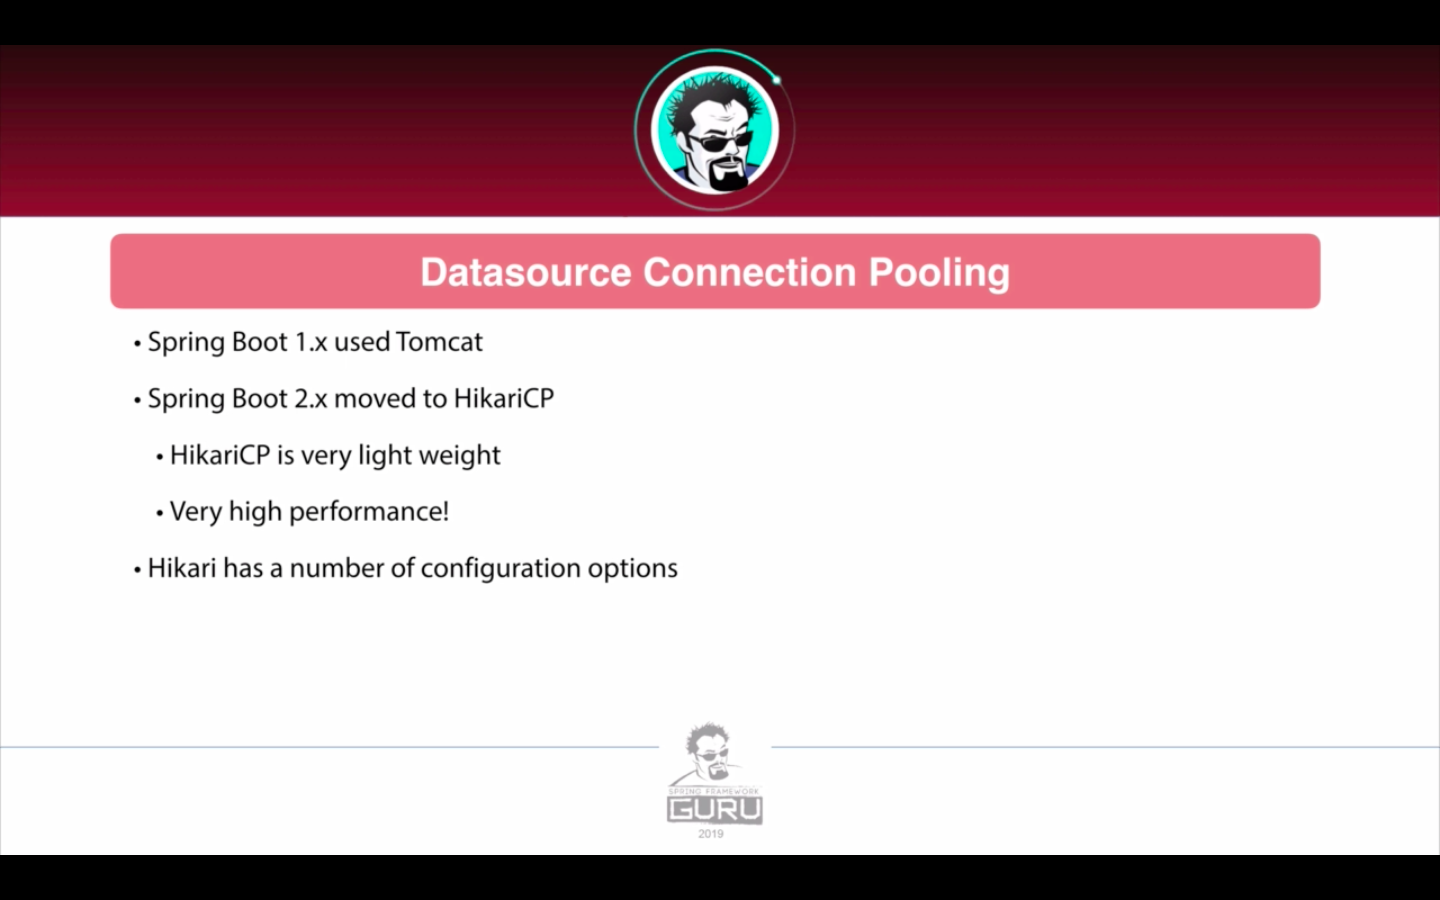 Datasource Connection Pooling
• Spring Boot 1.x used Tomcat
• Spring Boot 2.x moved to HikariCP
• HikariCP is very light weight
• Very high performance!
• Hikari has a number of configuration options
SPRING FRAMEWORK
GURU
2019